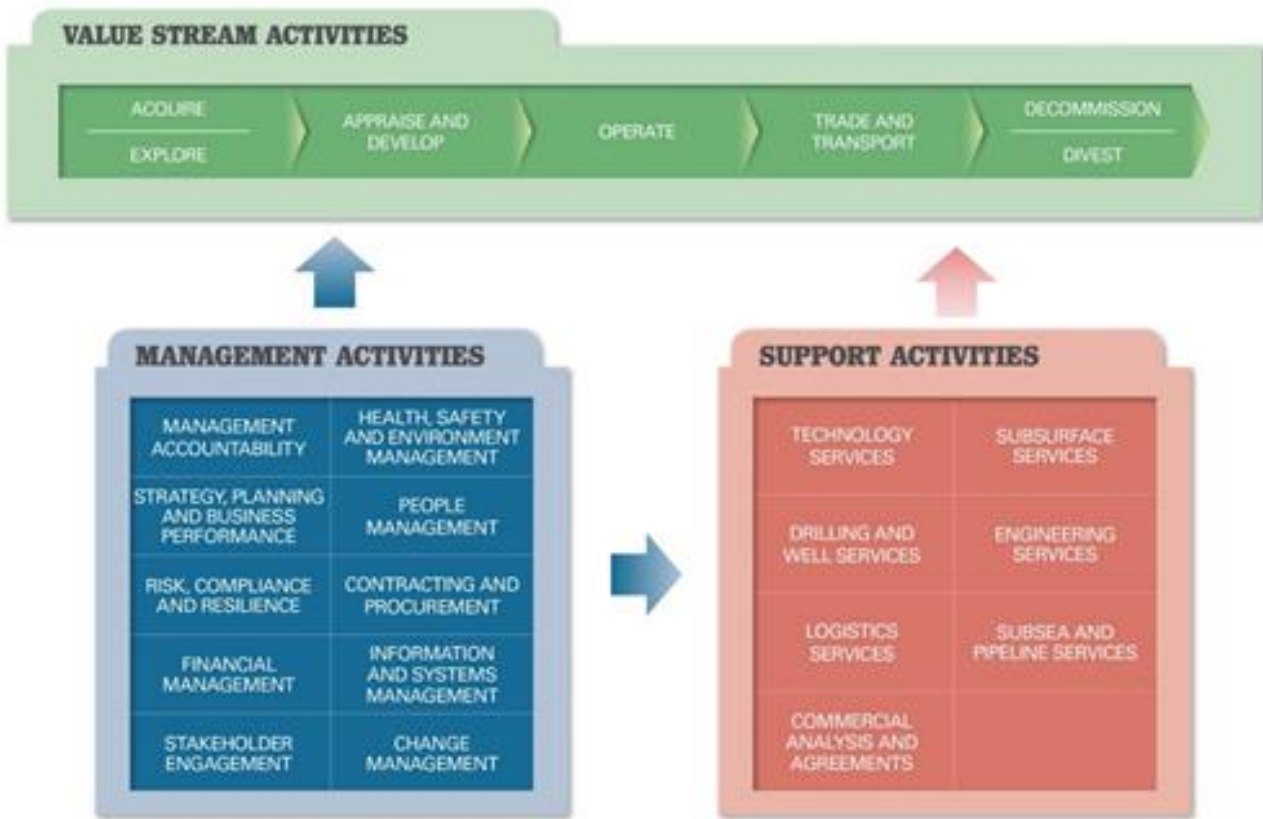 VALUE STREAM ACTIVITIES
ACQUIRE
EXPLORE
APPRAISE AND
DEVELOP
OPERATE
TRADE AND
TRANSPORT
DECOMMISSION
DIVEST
MANAGEMENT ACTIVITIES
MANAGEMENT
ACCOUNTABILITY
HEALTH, SAFETY
AND ENVIRONMENT
MANAGEMENT
STRATEGY, PLANNING
AND BUSINESS
PERFORMANCE
PEOPLE
MANAGEMENT
RISK, COMPLIANCE
AND RESILIENCE
CONTRACTING AND
PROCUREMENT
FINANCIAL
MANAGEMENT
INFORMATION
AND SYSTEMS
MANAGEMENT
STAKEHOLDER
ENGAGEMENT
CHANGE
MANAGEMENT
SUPPORT ACTIVITIES
TECHNOLOGY
SERVICES
SUBSURFACE
SERVICES
DRILLING AND
WELL SERVICES
ENGINEERING
SERVICES
LOGISTICS
SERVICES
SUBSEA AND
PIPELINE SERVICES
COMMERCIAL
ANALYSIS AND
AGREEMENTS